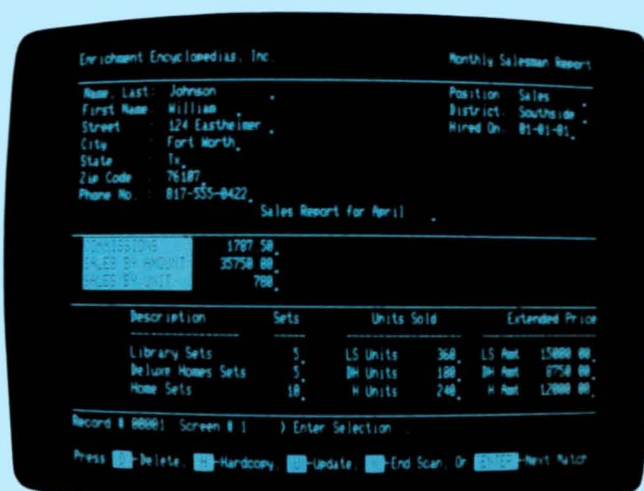 Enrichment Encyclopedias, Inc. Monthly Salesman Report
Name, Last: Johnson Position Sales
First Name: William District: Southside
Street : 124 Eastheimer Hired On: 01-01-81
City : Fort Worth
State : Tx
Zip Code : 76107
Phone No. : 817-555-0422
Sales Report for April
COMMISSIONS 1787 50
SALES BY AMOUNT 35750 00
SALES BY UNIT 780
Description Sets Units Sold Extended Price
Library Sets 5 LS Units 360 LS Amt 15000 00
Deluxe Homes Sets 5 DH Units 180 DH Amt 8750 00
Home Sets 10 H Units 240 H Amt 12000 00
Record # 00001 Screen # 1 ) Enter Selection
Press -Delete, -Hardcopy, -Update, -End Scan, Or ENTER -Next Match